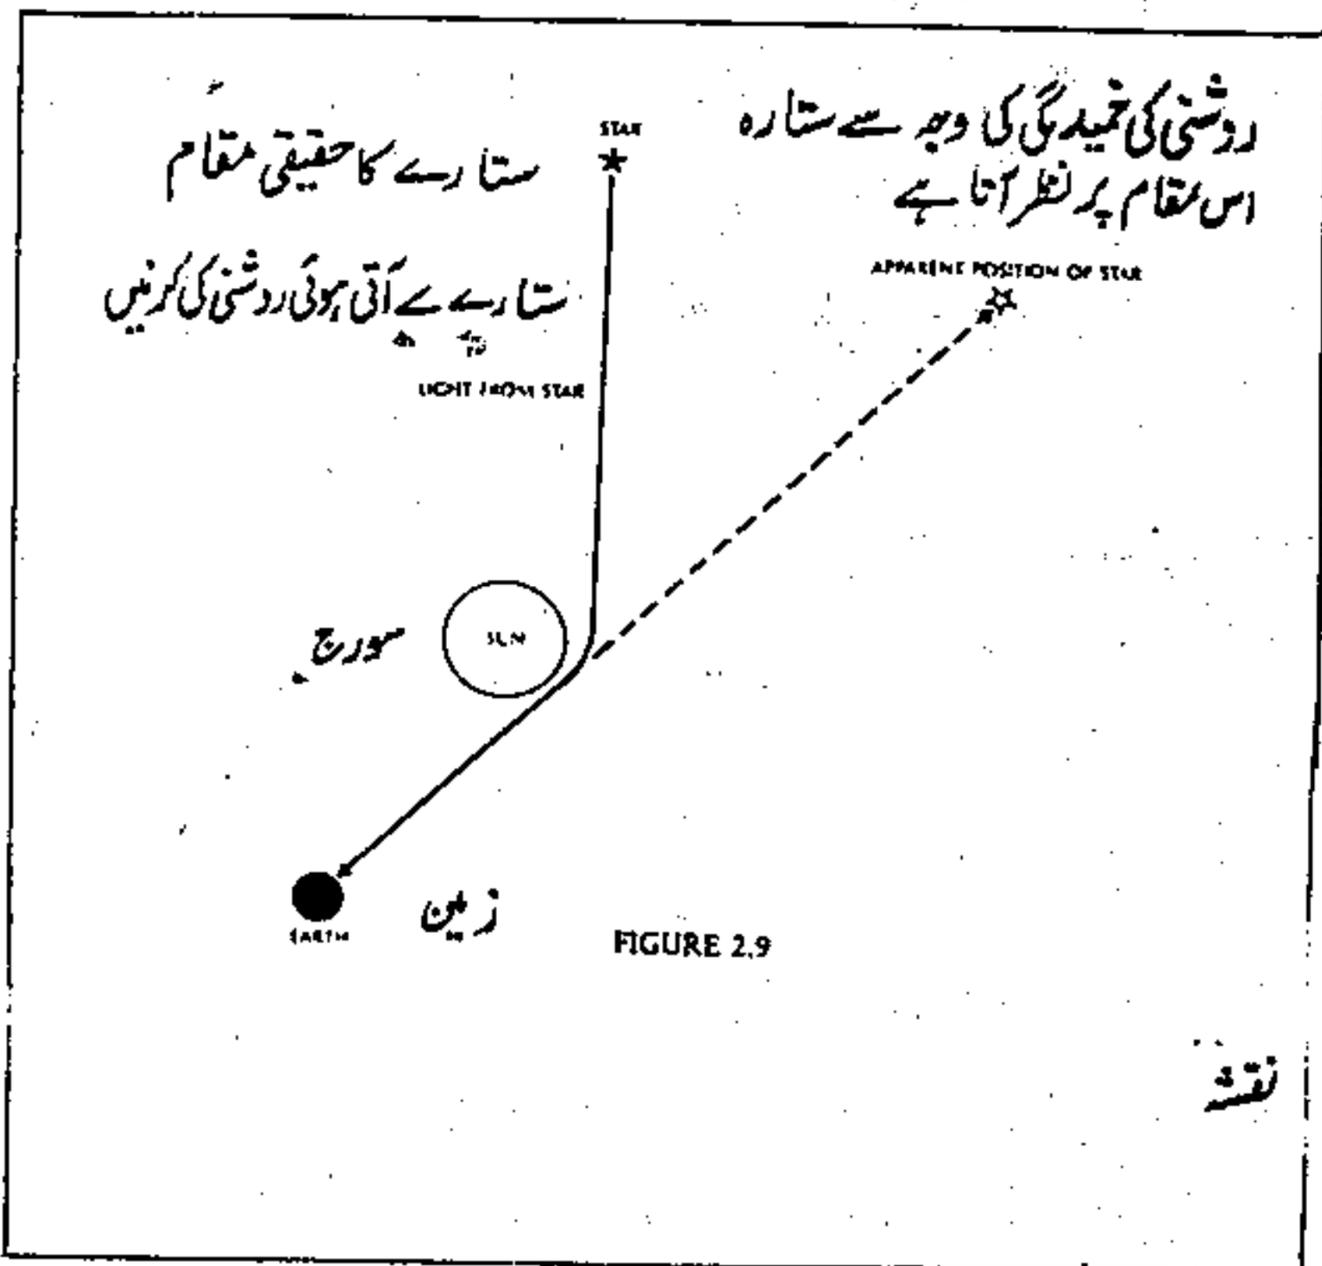 روشنی کی خمیدگی کی وجہ سے ستارہ
اس مقام پر نظر آتا ہے
APPARENT POSITION OF STAR
STAR
ستارے کا حقیقی مقام
ستارے سے آتی ہوئی روشنی کی کرنیں
LIGHT FROM STAR
SUN
سورج
زمین
EARTH
FIGURE 2.9
نقشہ